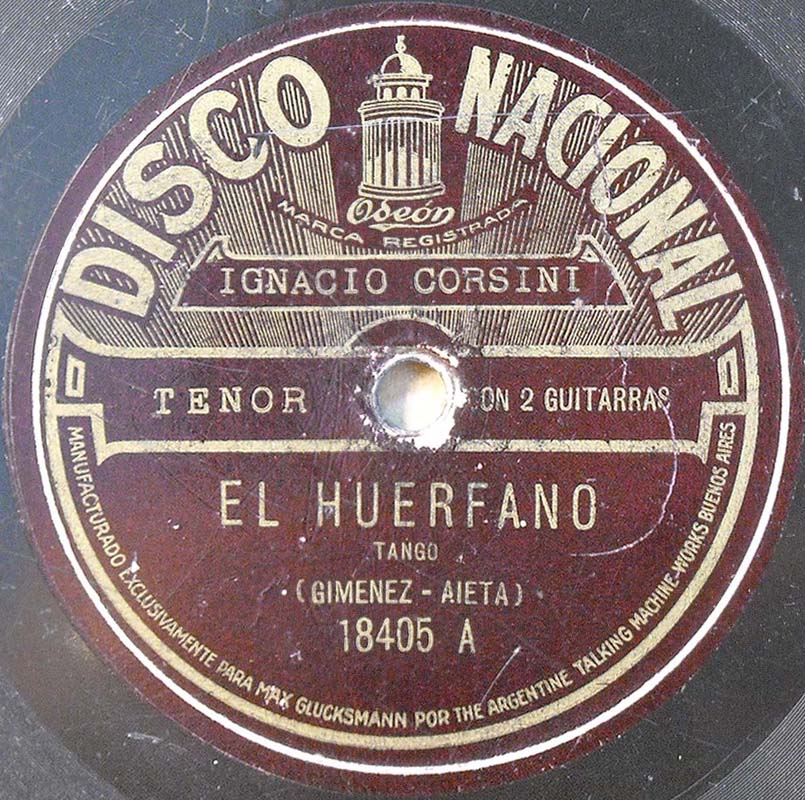 DISCO NACIONAL
Odeón
MARCA REGISTRADA
IGNACIO CORSINI
TENOR CON 2 GUITARRAS
EL HUERFANO
TANGO
(GIMENEZ - AIETA)
18405 A
MANUFACTURADO EXCLUSIVAMENTE PARA MAX GLUCKSMANN POR THE ARGENTINE TALKING MACHINE-WORKS BUENOS AIRES